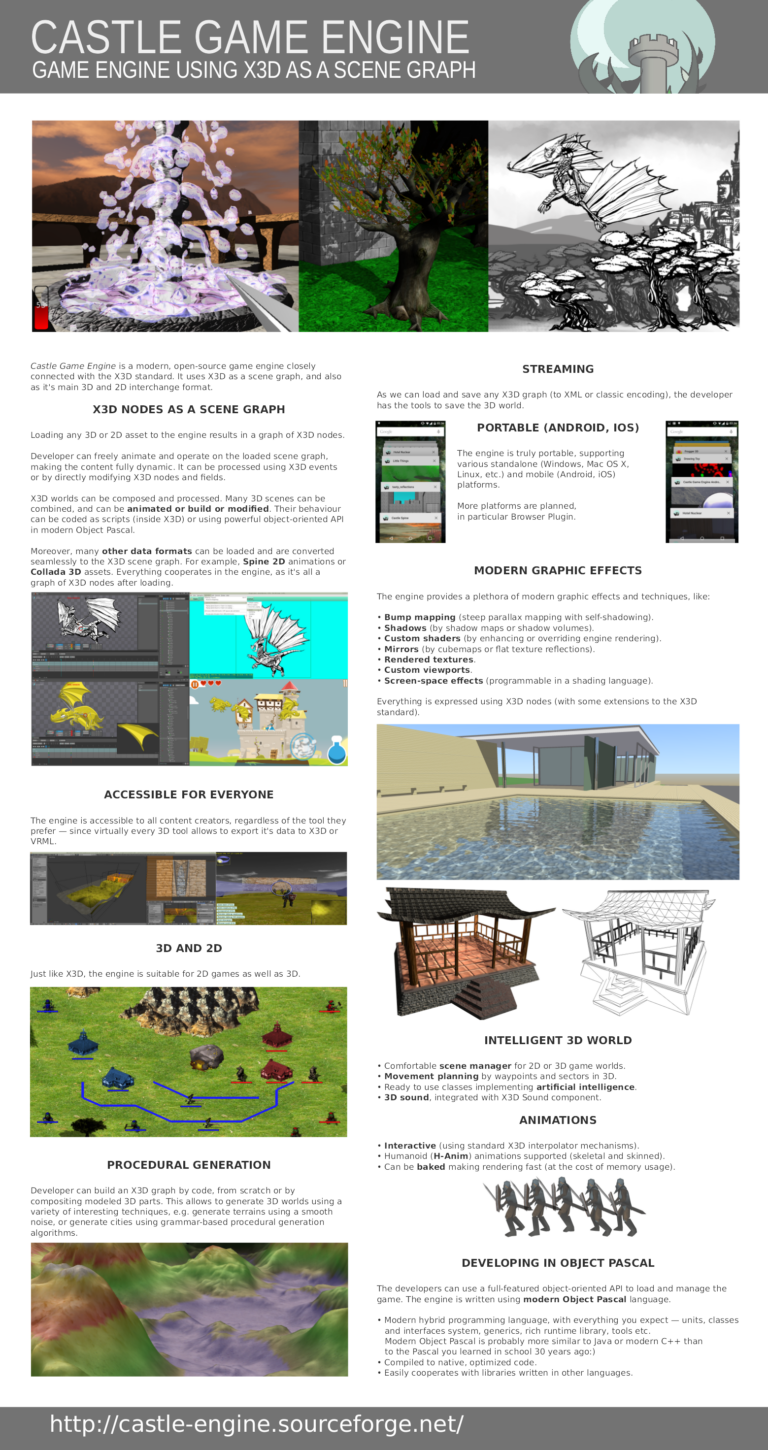 CASTLE GAME ENGINE
GAME ENGINE USING X3D AS A SCENE GRAPH
Castle Game Engine is a modern, open-source game engine closely
connected with the X3D standard. It uses X3D as a scene graph, and also
as it's main 3D and 2D interchange format.
X3D NODES AS A SCENE GRAPH
Loading any 3D or 2D asset to the engine results in a graph of X3D nodes.
Developer can freely animate and operate on the loaded scene graph,
making the content fully dynamic. It can be processed using X3D events
or by directly modifying X3D nodes and fields.
X3D worlds can be composed and processed. Many 3D scenes can be
combined, and can be animated or build or modified. Their behaviour
can be coded as scripts (inside X3D) or using powerful object-oriented API
in modern Object Pascal.
Moreover, many other data formats can be loaded and are converted
seamlessly to the X3D scene graph. For example, Spine 2D animations or
Collada 3D assets. Everything cooperates in the engine, as it's all a
graph of X3D nodes after loading.
ACCESSIBLE FOR EVERYONE
The engine is accessible to all content creators, regardless of the tool they
prefer — since virtually every 3D tool allows to export it's data to X3D or
VRML.
3D AND 2D
Just like X3D, the engine is suitable for 2D games as well as 3D.
PROCEDURAL GENERATION
Developer can build an X3D graph by code, from scratch or by
compositing modeled 3D parts. This allows to generate 3D worlds using a
variety of interesting techniques, e.g. generate terrains using a smooth
noise, or generate cities using grammar-based procedural generation
algorithms.
STREAMING
As we can load and save any X3D graph (to XML or classic encoding), the developer
has the tools to save the 3D world.
PORTABLE (ANDROID, IOS)
The engine is truly portable, supporting
various standalone (Windows, Mac OS X,
Linux, etc.) and mobile (Android, iOS)
platforms.
More platforms are planned,
in particular Browser Plugin.
MODERN GRAPHIC EFFECTS
The engine provides a plethora of modern graphic effects and techniques, like:
• Bump mapping (steep parallax mapping with self-shadowing).
• Shadows (by shadow maps or shadow volumes).
• Custom shaders (by enhancing or overriding engine rendering).
• Mirrors (by cubemaps or flat texture reflections).
• Rendered textures.
• Custom viewports.
• Screen-space effects (programmable in a shading language).
Everything is expressed using X3D nodes (with some extensions to the X3D
standard).
INTELLIGENT 3D WORLD
• Comfortable scene manager for 2D or 3D game worlds.
• Movement planning by waypoints and sectors in 3D.
• Ready to use classes implementing artificial intelligence.
• 3D sound, integrated with X3D Sound component.
ANIMATIONS
• Interactive (using standard X3D interpolator mechanisms).
• Humanoid (H-Anim) animations supported (skeletal and skinned).
• Can be baked making rendering fast (at the cost of memory usage).
DEVELOPING IN OBJECT PASCAL
The developers can use a full-featured object-oriented API to load and manage the
game. The engine is written using modern Object Pascal language.
• Modern hybrid programming language, with everything you expect — units, classes
and interfaces system, generics, rich runtime library, tools etc.
Modern Object Pascal is probably more similar to Java or modern C++ than
to the Pascal you learned in school 30 years ago:)
• Compiled to native, optimized code.
• Easily cooperates with libraries written in other languages.
http://castle-engine.sourceforge.net/